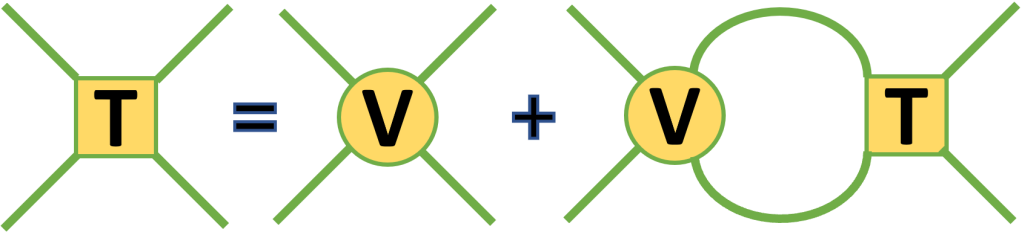 T = V + V T